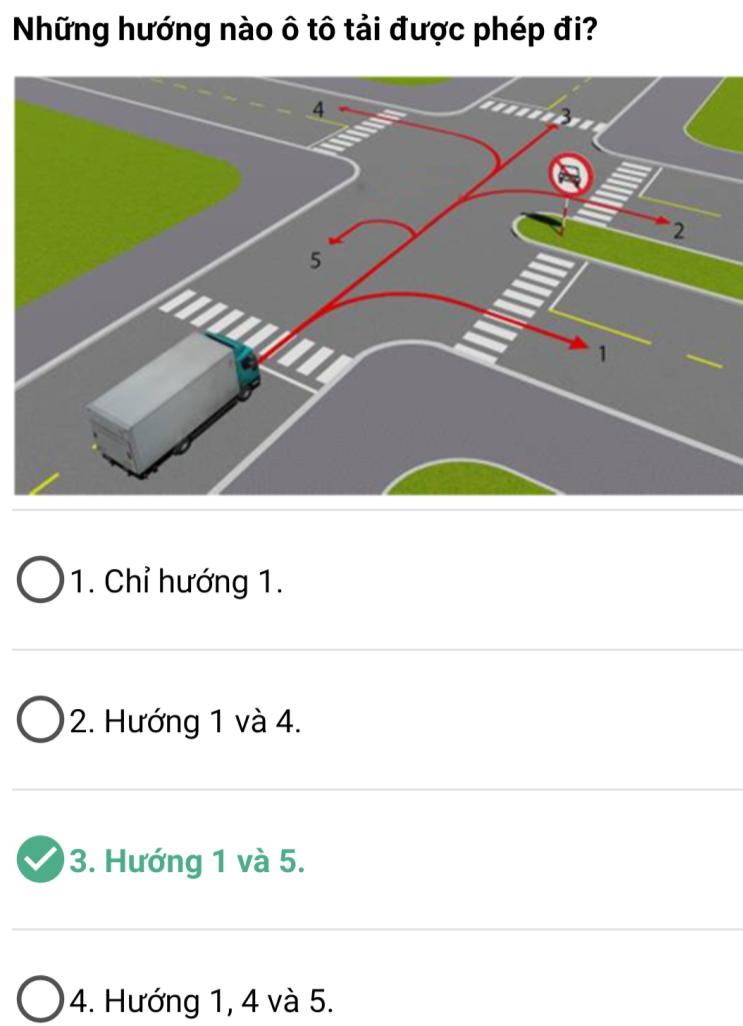 Những hướng nào ô tô tải được phép đi?
4
3
2
5
1
1. Chỉ hướng 1.
2. Hướng 1 và 4.
3. Hướng 1 và 5.
4. Hướng 1, 4 và 5.